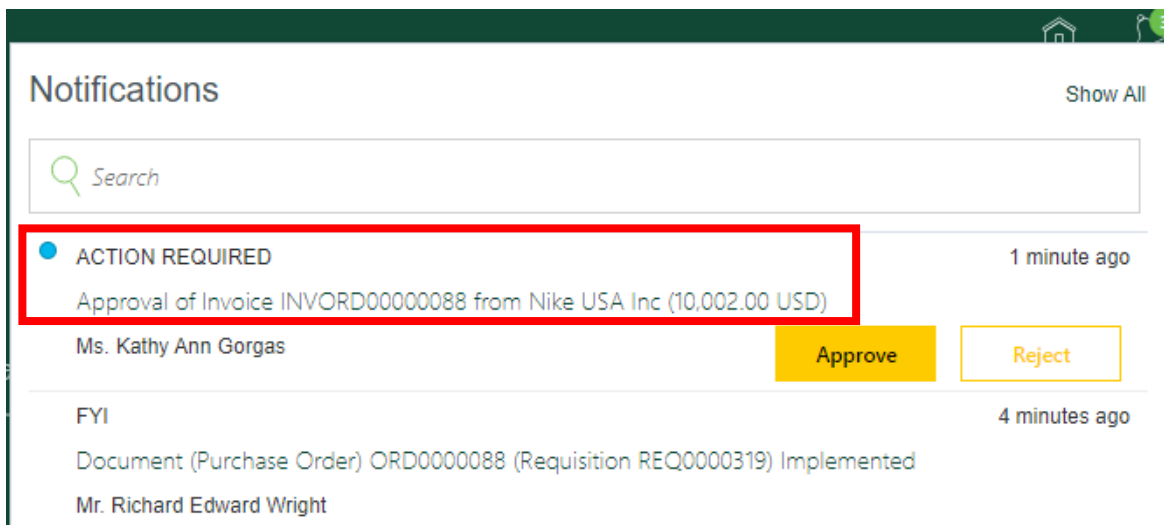 Notifications
Show All
Search
ACTION REQUIRED
1 minute ago
Approval of Invoice INVORD00000088 from Nike USA Inc (10,002.00 USD)
Ms. Kathy Ann Gorgas
Approve
Reject
FYI
4 minutes ago
Document (Purchase Order) ORD0000088 (Requisition REQ0000319) Implemented
Mr. Richard Edward Wright